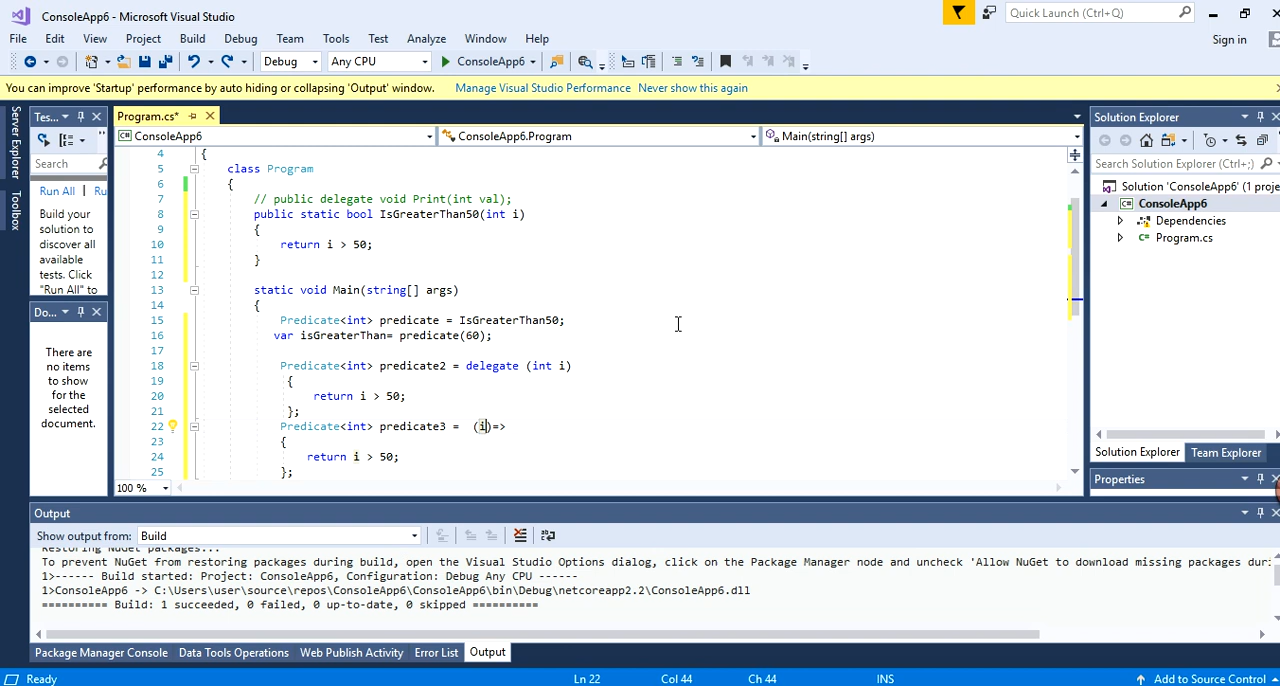 ConsoleApp6 - Microsoft Visual Studio
Quick Launch (Ctrl+Q)
File Edit View Project Build Debug Team Tools Test Analyze Window Help
Sign in
Debug Any CPU ConsoleApp6
You can improve 'Startup' performance by auto hiding or collapsing 'Output' window. Manage Visual Studio Performance Never show this again
Server Explorer
Toolbox
Tes...
Search
Run All Ru
Build your
solution to
discover all
available
tests. Click
"Run All" to
Do...
There are
no items
to show
for the
selected
document.
Program.cs*
ConsoleApp6 ConsoleApp6.Program Main(string[] args)
4 {
5 class Program
6 {
7 // public delegate void Print(int val);
8 public static bool IsGreaterThan50(int i)
9 {
10 return i > 50;
11 }
12
13 static void Main(string[] args)
14 {
15 Predicate<int> predicate = IsGreaterThan50;
16 var isGreaterThan= predicate(60);
17
18 Predicate<int> predicate2 = delegate (int i)
19 {
20 return i > 50;
21 };
22 Predicate<int> predicate3 = (i)=>
23 {
24 return i > 50;
25 };
100 %
Solution Explorer
Search Solution Explorer (Ctrl+;)
Solution 'ConsoleApp6' (1 proje
ConsoleApp6
Dependencies
Program.cs
Solution Explorer Team Explorer
Properties
Output
Show output from: Build
Restoring NuGet packages...
To prevent NuGet from restoring packages during build, open the Visual Studio Options dialog, click on the Package Manager node and uncheck 'Allow NuGet to download missing packages duri
1>------ Build started: Project: ConsoleApp6, Configuration: Debug Any CPU ------
1>ConsoleApp6 -> C:\Users\user\source\repos\ConsoleApp6\ConsoleApp6\bin\Debug\netcoreapp2.2\ConsoleApp6.dll
========== Build: 1 succeeded, 0 failed, 0 up-to-date, 0 skipped ==========
Package Manager Console Data Tools Operations Web Publish Activity Error List Output
Ready Ln 22 Col 44 Ch 44 INS Add to Source Control